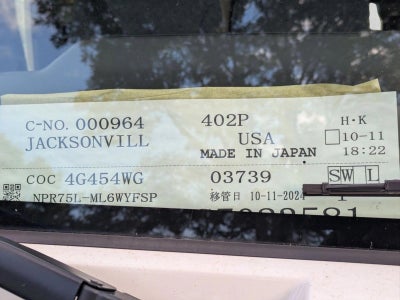 C-NO. 000964 402P H·K
JACKSONVILL USA □10-11
MADE IN JAPAN 18:22
COC 4G454WG 03739 SW L
NPR75L-ML6WYFSP 移管日 10-11-2024